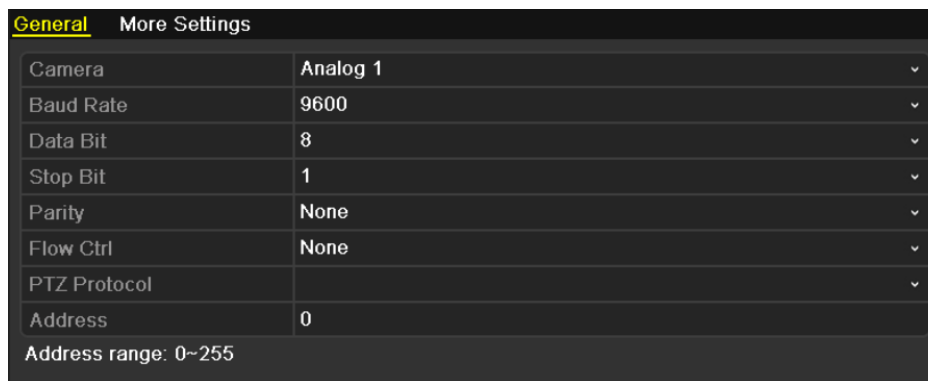 General More Settings
Camera Analog 1
Baud Rate 9600
Data Bit 8
Stop Bit 1
Parity None
Flow Ctrl None
PTZ Protocol
Address 0
Address range: 0~255